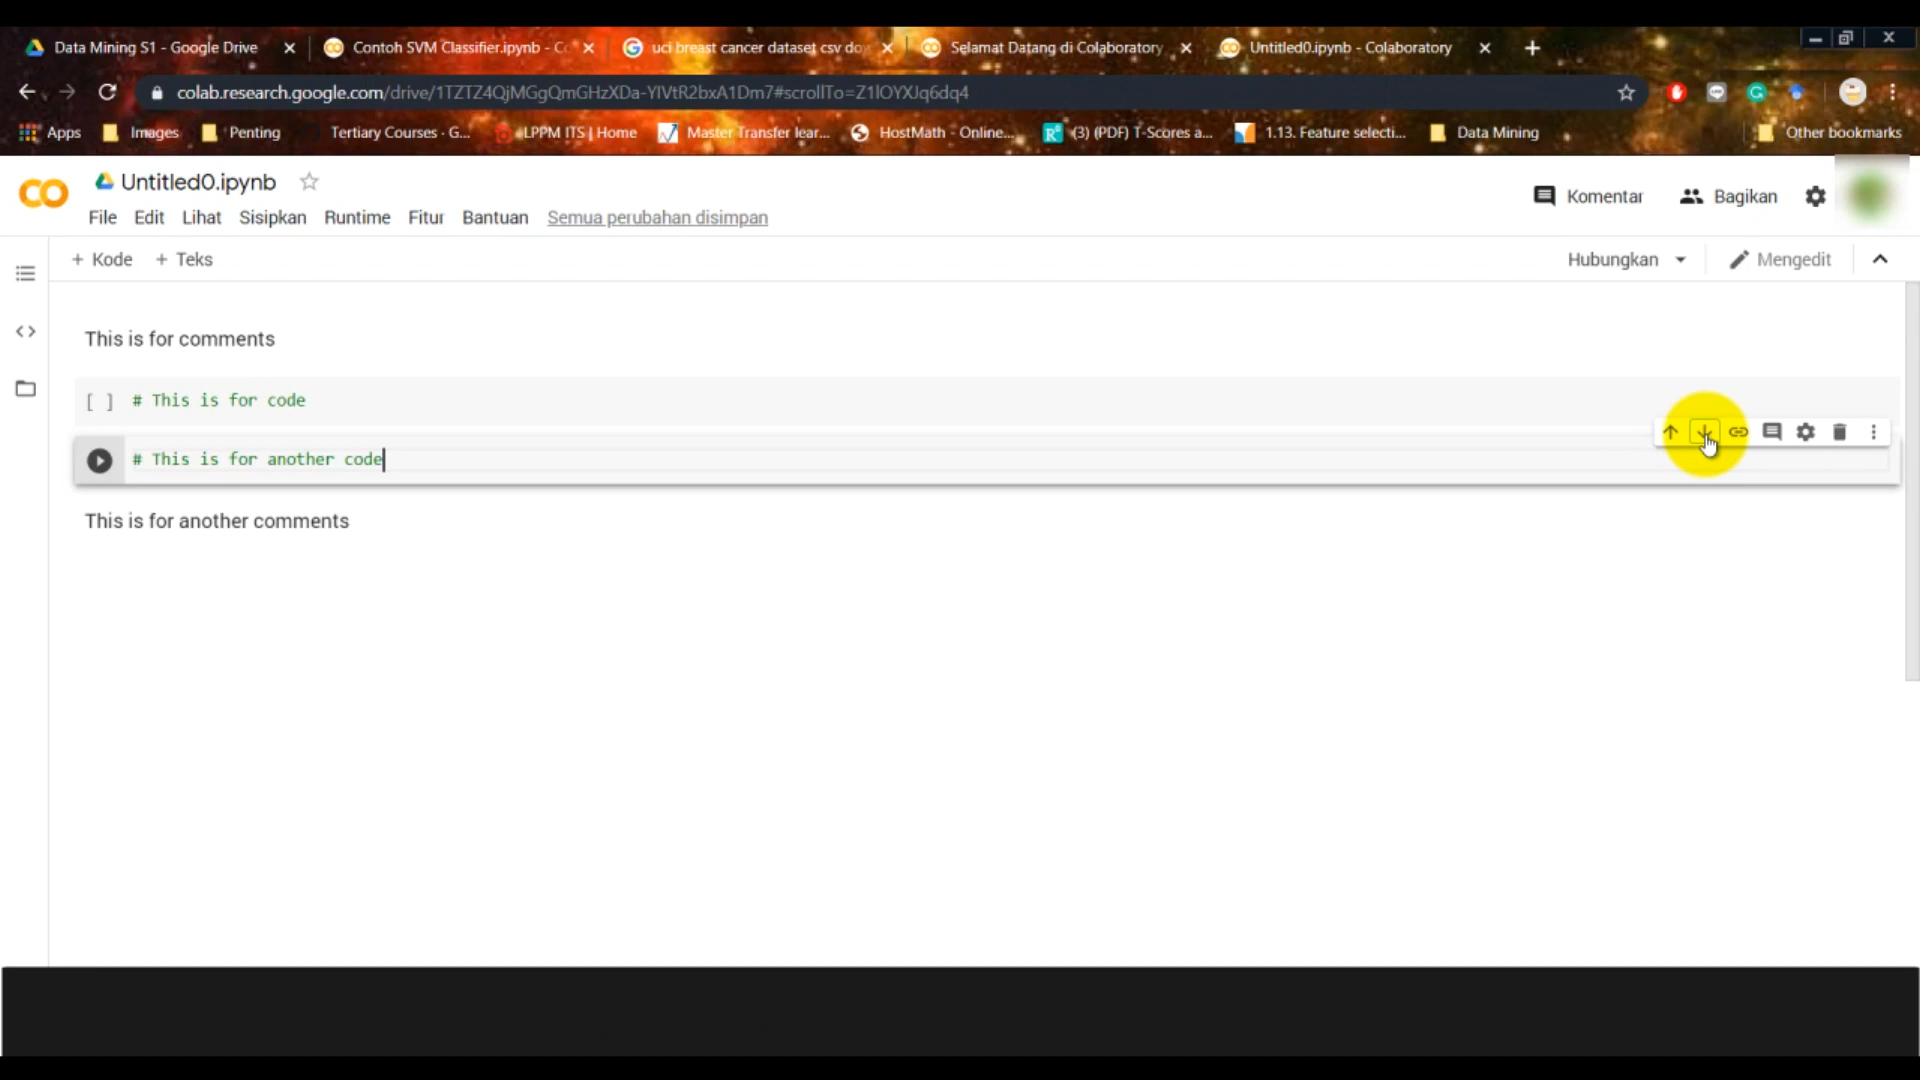 Data Mining S1 - Google Drive
Contoh SVM Classifier.ipynb - Co
uci breast cancer dataset csv dow
Selamat Datang di Colaboratory
Untitled0.ipynb - Colaboratory
colab.research.google.com/drive/1TZTZ4QjMGgQmGHzXDa-YIVtR2bxA1Dm7#scrollTo=Z1lOYXJq6dq4
Apps
Images
Penting
Tertiary Courses - G...
LPPM ITS | Home
Master Transfer lear...
HostMath - Online...
(3) (PDF) T-Scores a...
1.13. Feature selecti...
Data Mining
Other bookmarks
Untitled0.ipynb
File Edit Lihat Sisipkan Runtime Fitur Bantuan Semua perubahan disimpan
Komentar
Bagikan
+ Kode + Teks
Hubungkan
Mengedit
This is for comments
[ ] # This is for code
# This is for another code
This is for another comments